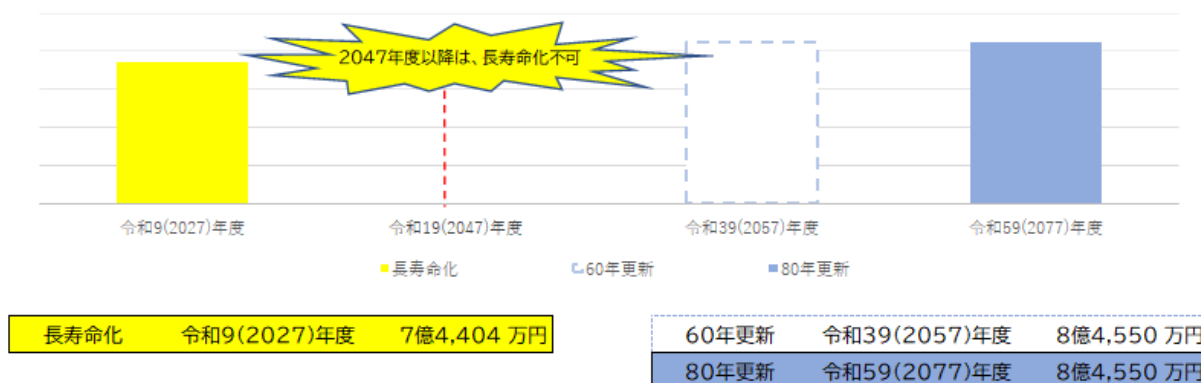 2047年度以降は、長寿命化不可
令和9(2027)年度 令和19(2047)年度 令和39(2057)年度 令和59(2077)年度
長寿命化 60年更新 80年更新
長寿命化 令和9(2027)年度 7億4,404 万円
60年更新 令和39(2057)年度 8億4,550 万円
80年更新 令和59(2077)年度 8億4,550 万円